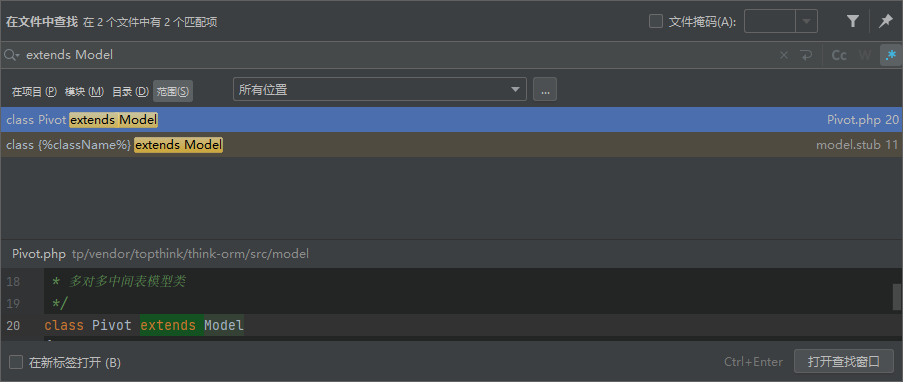 在文件中查找 在 2 个文件中有 2 个匹配项 文件掩码(A):
extends Model Cc W .*
在项目 (P) 模块 (M) 目录 (D) 范围(S) 所有位置 ...
class Pivot extends Model Pivot.php 20
class {%className%} extends Model model.stub 11
Pivot.php tp/vendor/topthink/think-orm/src/model
18 * 多对多中间表模型类
19 */
20 class Pivot extends Model
在新标签打开 (B) Ctrl+Enter 打开查找窗口